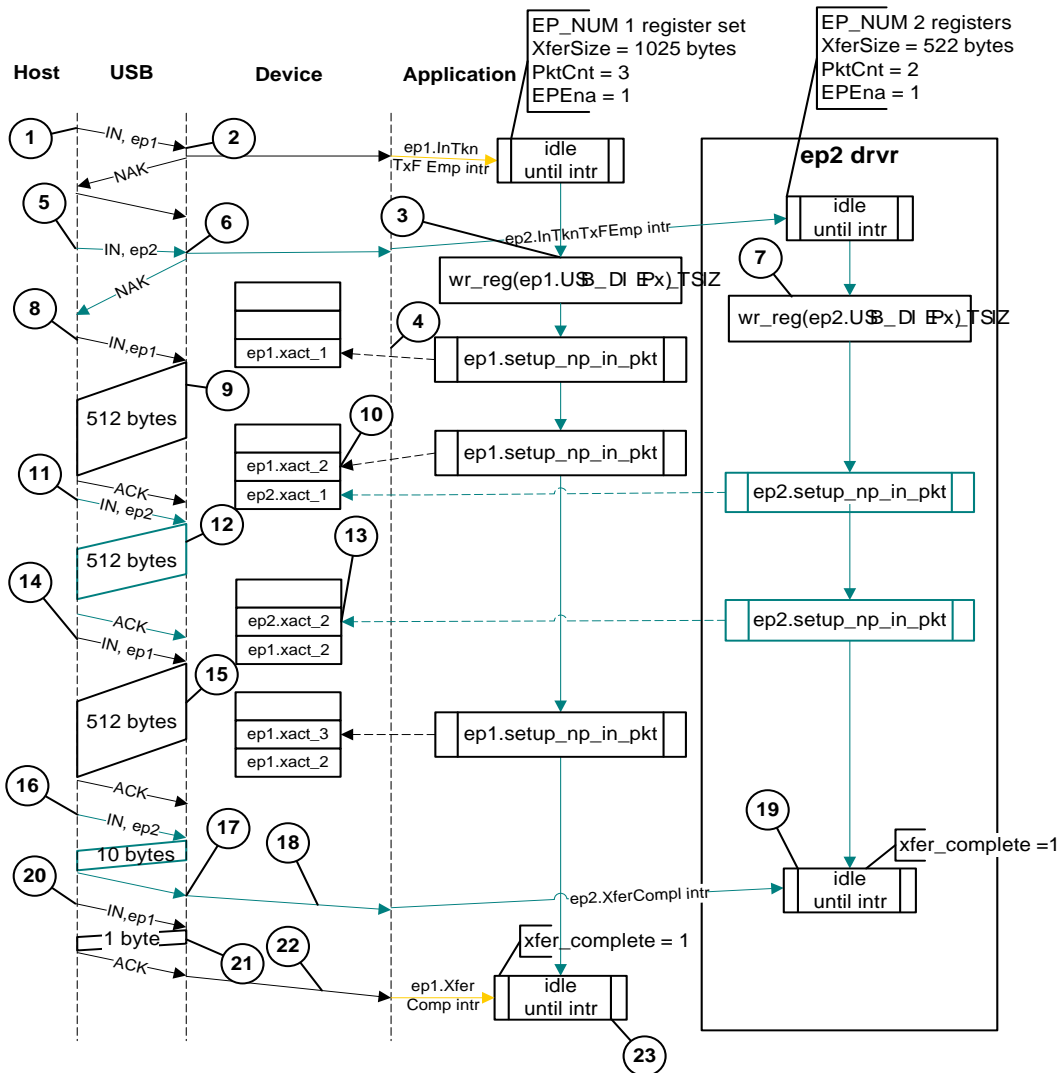 EP_NUM 1 register set
XferSize = 1025 bytes
PktCnt = 3
EPEna = 1
EP_NUM 2 registers
XferSize = 522 bytes
PktCnt = 2
EPEna = 1
Host
USB
Device
Application
1
IN, ep1
2
ep1.InTkn
TxF Emp intr
idle
until intr
ep2 drvr
NAK
5
6
3
idle
until intr
IN, ep2
ep2.InTknTxFEmp intr
7
wr_reg(ep1.USB_DIEPx)_TSIZ
NAK
8
4
wr_reg(ep2.USB_DIEPx)_TSIZ
IN,ep1
ep1.xact_1
ep1.setup_np_in_pkt
9
512 bytes
10
ep1.xact_2
ep1.setup_np_in_pkt
11
ACK
ep2.xact_1
ep2.setup_np_in_pkt
IN, ep2
12
13
512 bytes
14
ACK
ep2.xact_2
ep2.setup_np_in_pkt
IN, ep1
ep1.xact_2
15
512 bytes
ep1.xact_3
ep1.setup_np_in_pkt
ep1.xact_2
16
ACK
IN, ep2
17
18
19
xfer_complete =1
10 bytes
20
ep2.XferCompl intr
idle
until intr
IN,ep1
1 byte
21
22
xfer_complete = 1
ACK
ep1.Xfer
Comp intr
idle
until intr
23